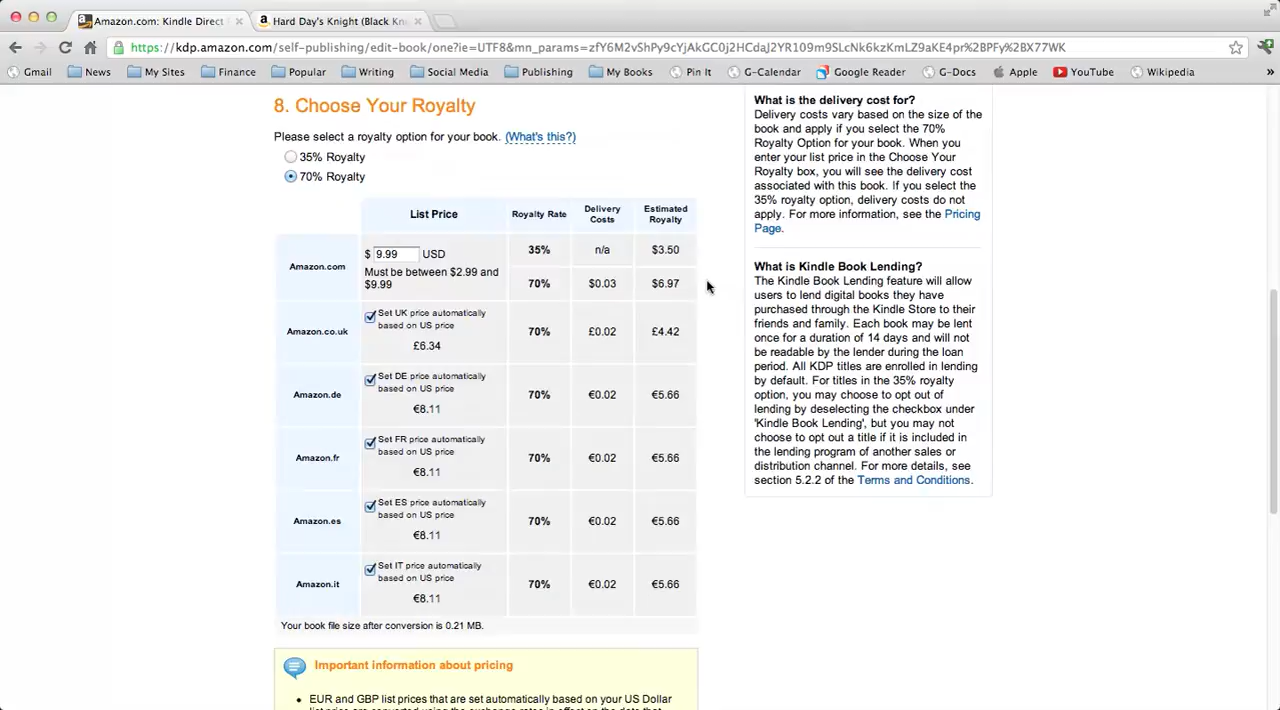 Amazon.com: Kindle Direct
Hard Day's Knight (Black Kn
https://kdp.amazon.com/self-publishing/edit-book/one?ie=UTF8&mn_params=zfY6M2vShPy9cYjAkGC0j2HCdaJ2YR109m9SLcNk6kzKmLZ9aKE4pr%2BPFy%2BX77WK
Gmail News My Sites Finance Popular Writing Social Media Publishing My Books Pin It G-Calendar Google Reader G-Docs Apple YouTube Wikipedia »
8. Choose Your Royalty
Please select a royalty option for your book. (What's this?)
35% Royalty
70% Royalty
List Price Royalty Rate Delivery Costs Estimated Royalty
Amazon.com
$ 9.99 USD
Must be between $2.99 and
$9.99
35% n/a $3.50
70% $0.03 $6.97
Amazon.co.uk
Set UK price automatically
based on US price
£6.34
70% £0.02 £4.42
Amazon.de
Set DE price automatically
based on US price
€8.11
70% €0.02 €5.66
Amazon.fr
Set FR price automatically
based on US price
€8.11
70% €0.02 €5.66
Amazon.es
Set ES price automatically
based on US price
€8.11
70% €0.02 €5.66
Amazon.it
Set IT price automatically
based on US price
€8.11
70% €0.02 €5.66
Your book file size after conversion is 0.21 MB.
Important information about pricing
• EUR and GBP list prices that are set automatically based on your US Dollar
list price are converted using the exchange rates in effect on the date that
What is the delivery cost for?
Delivery costs vary based on the size of the
book and apply if you select the 70%
Royalty Option for your book. When you
enter your list price in the Choose Your
Royalty box, you will see the delivery cost
associated with this book. If you select the
35% royalty option, delivery costs do not
apply. For more information, see the Pricing
Page.
What is Kindle Book Lending?
The Kindle Book Lending feature will allow
users to lend digital books they have
purchased through the Kindle Store to their
friends and family. Each book may be lent
once for a duration of 14 days and will not
be readable by the lender during the loan
period. All KDP titles are enrolled in lending
by default. For titles in the 35% royalty
option, you may choose to opt out of
lending by deselecting the checkbox under
'Kindle Book Lending', but you may not
choose to opt out a title if it is included in
the lending program of another sales or
distribution channel. For more details, see
section 5.2.2 of the Terms and Conditions.